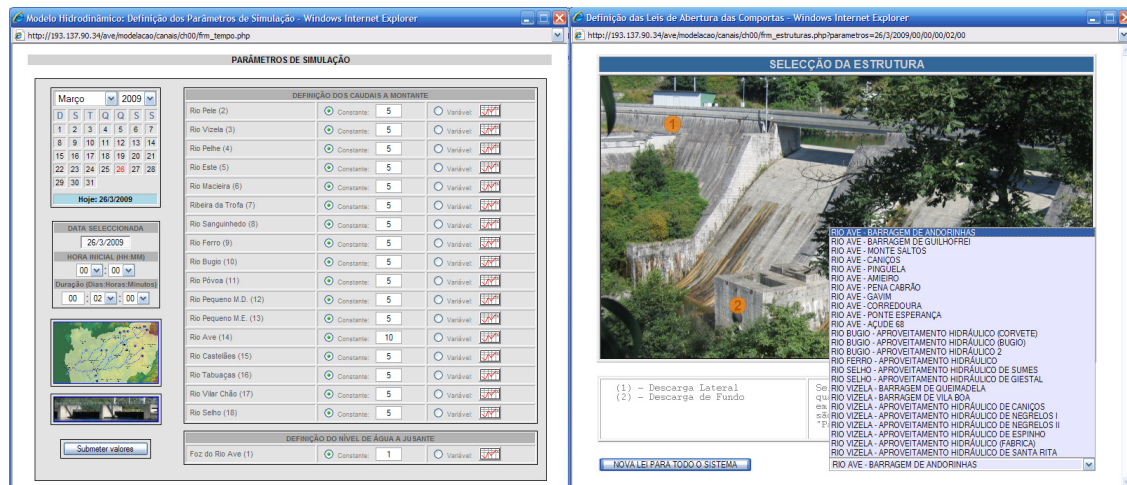 Modelo Hidrodinâmico: Definição dos Parâmetros de Simulação - Windows Internet Explorer
http://193.137.90.34/ave/modelacao/canais/ch00/frm_tempo.php
PARÂMETROS DE SIMULAÇÃO
Março 2009
D S T Q Q S S
1 2 3 4 5 6 7
8 9 10 11 12 13 14
15 16 17 18 19 20 21
22 23 24 25 26 27 28
29 30 31
Hoje: 26/3/2009
DATA SELECCIONADA
26/3/2009
HORA INICIAL (HH:MM)
00 : 00
Duração (Dias:Horas:Minutos)
00 : 02 : 00
Submeter valores
DEFINIÇÃO DOS CAUDAIS A MONTANTE
Rio Pele (2) Constante: 5 Variável:
Rio Vizela (3) Constante: 5 Variável:
Rio Pelhe (4) Constante: 5 Variável:
Rio Este (5) Constante: 5 Variável:
Rio Macieira (6) Constante: 5 Variável:
Ribeira da Trofa (7) Constante: 5 Variável:
Rio Sanguinhedo (8) Constante: 5 Variável:
Rio Ferro (9) Constante: 5 Variável:
Rio Bugio (10) Constante: 5 Variável:
Rio Póvoa (11) Constante: 5 Variável:
Rio Pequeno M.D. (12) Constante: 5 Variável:
Rio Pequeno M.E. (13) Constante: 5 Variável:
Rio Ave (14) Constante: 10 Variável:
Rio Castelães (15) Constante: 5 Variável:
Rio Tabuaças (16) Constante: 5 Variável:
Rio Vilar Chão (17) Constante: 5 Variável:
Rio Selho (18) Constante: 5 Variável:
DEFINIÇÃO DO NÍVEL DE ÁGUA A JUSANTE
Foz do Rio Ave (1) Constante: 1 Variável:
Definição das Leis de Abertura das Comportas - Windows Internet Explorer
http://193.137.90.34/ave/modelacao/canais/ch00/frm_estruturas.php?parametros=26/3/2009/00/00/00/02/00
SELECÇÃO DA ESTRUTURA
1
2
RIO AVE - BARRAGEM DE ANDORINHAS
RIO AVE - BARRAGEM DE GUILHOFREI
RIO AVE - MONTE SALTOS
RIO AVE - CANIÇOS
RIO AVE - PINGUELA
RIO AVE - AMIEIRO
RIO AVE - PENA CABRÃO
RIO AVE - GAVIM
RIO AVE - CORREDOURA
RIO AVE - PONTE ESPERANÇA
RIO AVE - AÇUDE 68
RIO BUGIO - APROVEITAMENTO HIDRÁULICO (CORVETE)
RIO BUGIO - APROVEITAMENTO HIDRÁULICO (BUGIO)
RIO BUGIO - APROVEITAMENTO HIDRÁULICO 2
RIO FERRO - APROVEITAMENTO HIDRÁULICO
RIO SELHO - APROVEITAMENTO HIDRÁULICO DE SUMES
RIO SELHO - APROVEITAMENTO HIDRÁULICO DE GIESTAL
RIO VIZELA - BARRAGEM DE QUEIMADELA
RIO VIZELA - BARRAGEM DE VILA BOA
RIO VIZELA - APROVEITAMENTO HIDRÁULICO DE CANIÇOS
RIO VIZELA - APROVEITAMENTO HIDRÁULICO DE NEGRELOS I
RIO VIZELA - APROVEITAMENTO HIDRÁULICO DE NEGRELOS II
RIO VIZELA - APROVEITAMENTO HIDRÁULICO DE ESPINHO
RIO VIZELA - APROVEITAMENTO HIDRÁULICO (FABRICA)
RIO VIZELA - APROVEITAMENTO HIDRÁULICO DE SANTA RITA
(1) - Descarga Lateral
(2) - Descarga de Fundo
NOVA LEI PARA TODO O SISTEMA
RIO AVE - BARRAGEM DE ANDORINHAS